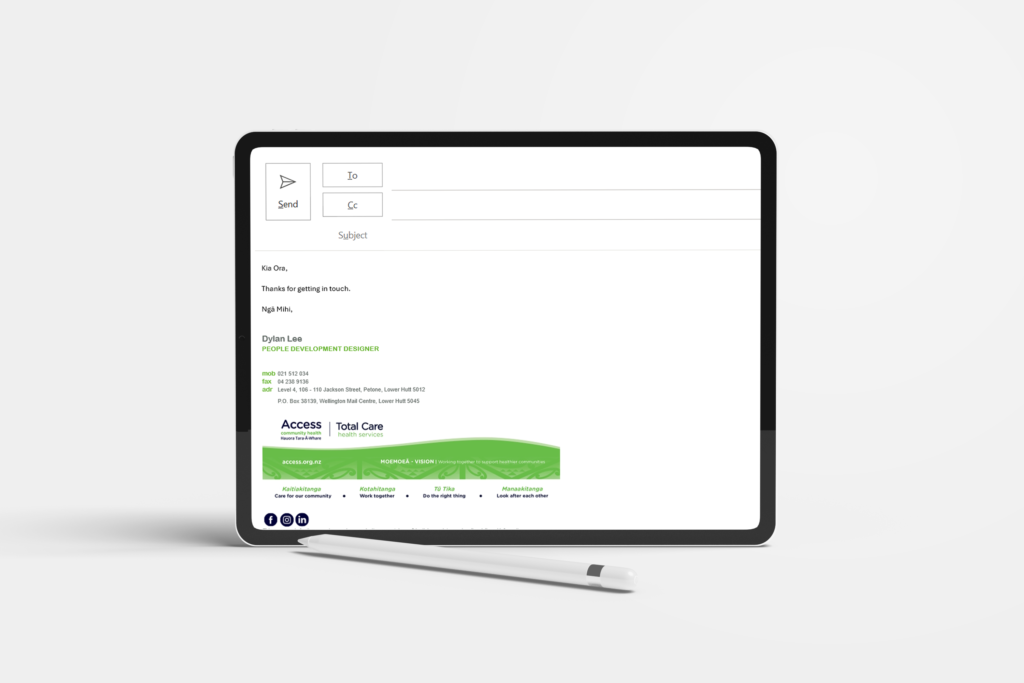 Send
To
Cc
Subject
Kia Ora,
Thanks for getting in touch.
Ngā Mihi,
Dylan Lee
PEOPLE DEVELOPMENT DESIGNER
mob 021 512 034
fax 04 238 9136
adr Level 4, 106 - 110 Jackson Street, Petone, Lower Hutt 5012
P.O. Box 38139, Wellington Mail Centre, Lower Hutt 5045
Access
community health
Hauora Taea Ā-Whare
Total Care
health services
access.org.nz
MOEMOEĀ - VISION | Working together to support healthier communities
Kaitiakitanga Kotahitanga Tū Tika Manaakitanga
Care for our community • Work together • Do the right thing • Look after each other